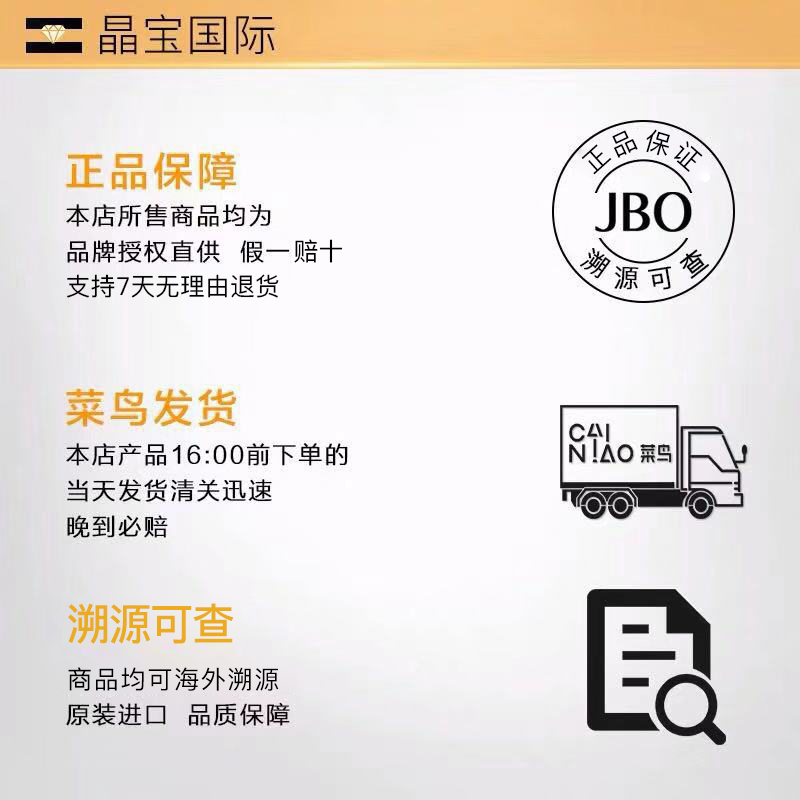 晶宝国际
正品保障
本店所售商品均为
品牌授权直供 假一赔十
支持7天无理由退货
正品保证
JBO
溯源可查
菜鸟发货
本店产品16:00前下单的
当天发货清关迅速
晚到必赔
CAI
NIAO 菜鸟
溯源可查
商品均可海外溯源
原装进口 品质保障